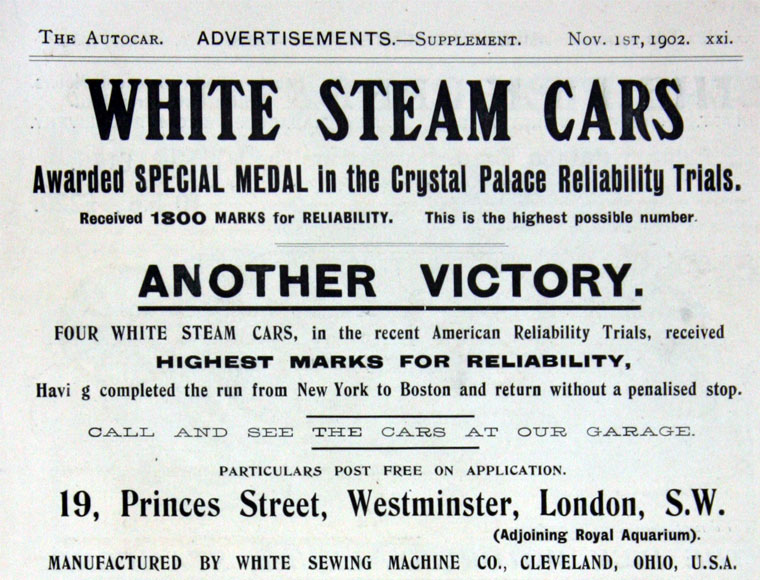 THE AUTOCAR. ADVERTISEMENTS.—SUPPLEMENT. NOV. 1ST, 1902. xxi.
WHITE STEAM CARS
Awarded SPECIAL MEDAL in the Crystal Palace Reliability Trials.
Received 1800 MARKS for RELIABILITY. This is the highest possible number.
ANOTHER VICTORY.
FOUR WHITE STEAM CARS, in the recent American Reliability Trials, received
HIGHEST MARKS FOR RELIABILITY,
Havi g completed the run from New York to Boston and return without a penalised stop.
CALL AND SEE THE CARS AT OUR GARAGE.
PARTICULARS POST FREE ON APPLICATION.
19, Princes Street, Westminster, London, S.W.
(Adjoining Royal Aquarium).
MANUFACTURED BY WHITE SEWING MACHINE CO., CLEVELAND, OHIO, U.S.A.